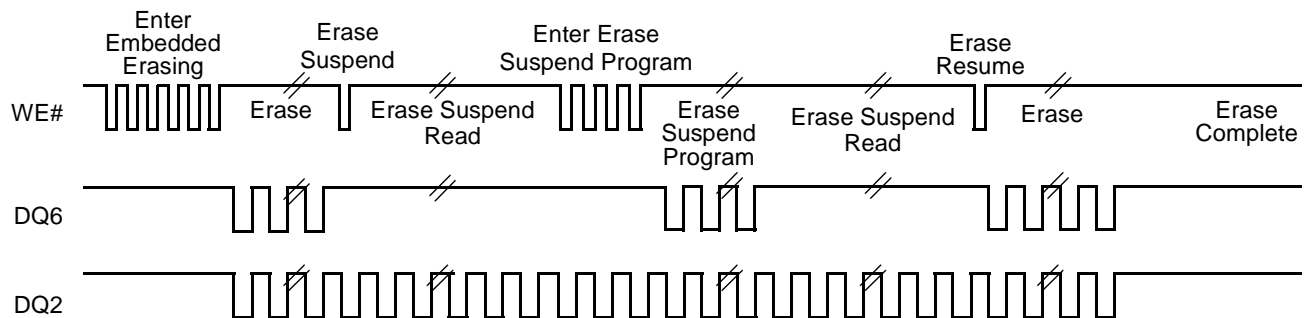 Enter
Embedded
Erasing
Erase
Suspend
Enter Erase
Suspend Program
Erase
Resume
WE#
Erase
Erase Suspend
Read
Erase
Suspend
Program
Erase Suspend
Read
Erase
Erase
Complete
DQ6
DQ2